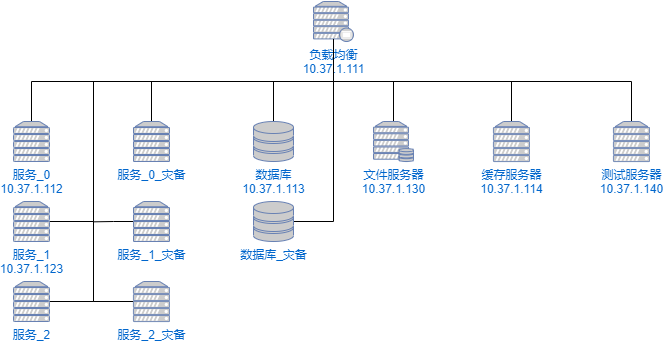 负载均衡
10.37.1.111
服务_0
10.37.1.112
服务_0_灾备
数据库
10.37.1.113
文件服务器
10.37.1.130
缓存服务器
10.37.1.114
测试服务器
10.37.1.140
服务_1
10.37.1.123
服务_1_灾备
数据库_灾备
服务_2
服务_2_灾备